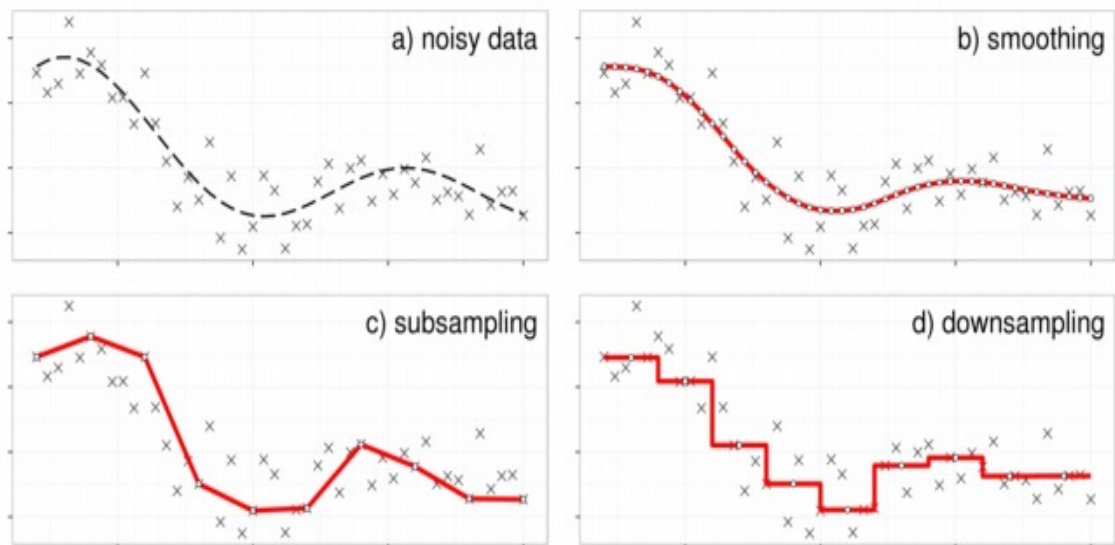 a) noisy data
b) smoothing
c) subsampling
d) downsampling